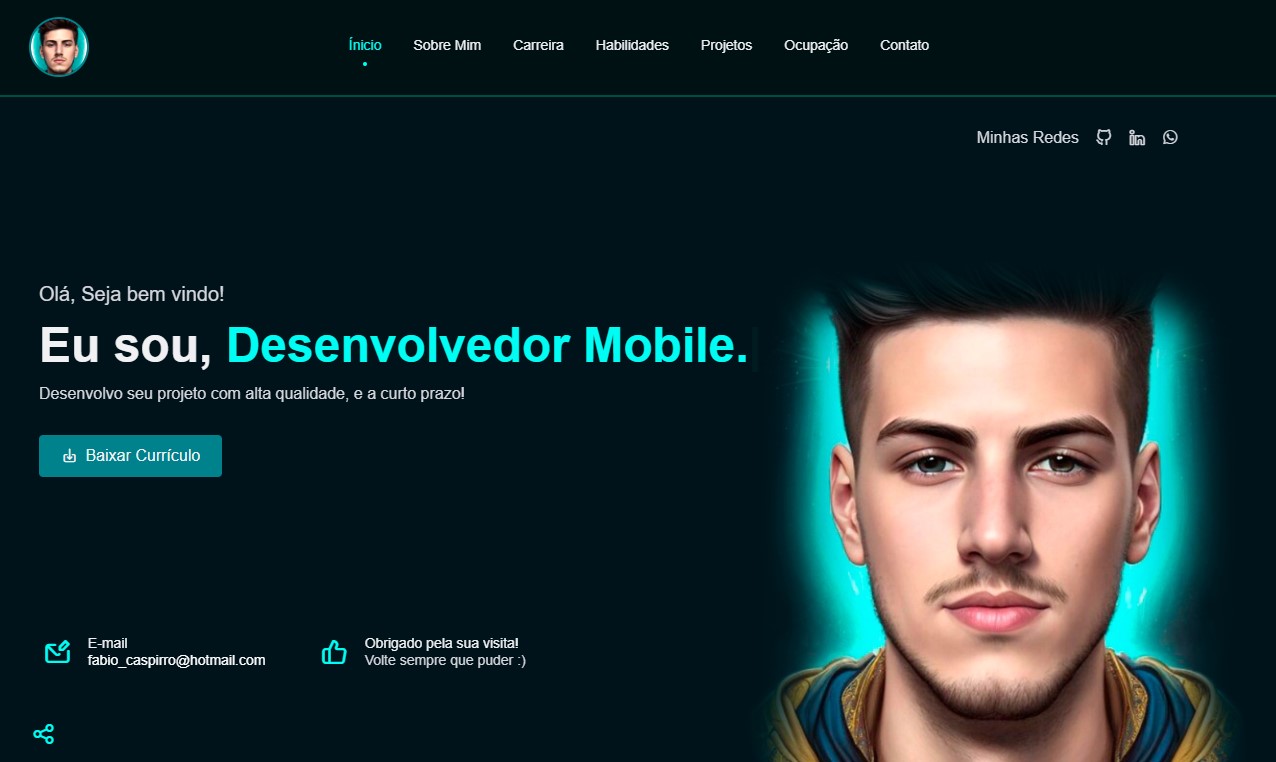 Ínicio Sobre Mim Carreira Habilidades Projetos Ocupação Contato
Minhas Redes
Olá, Seja bem vindo!
Eu sou, Desenvolvedor Mobile.
Desenvolvo seu projeto com alta qualidade, e a curto prazo!
Baixar Currículo
E-mail
fabio_caspirro@hotmail.com
Obrigado pela sua visita!
Volte sempre que puder :)